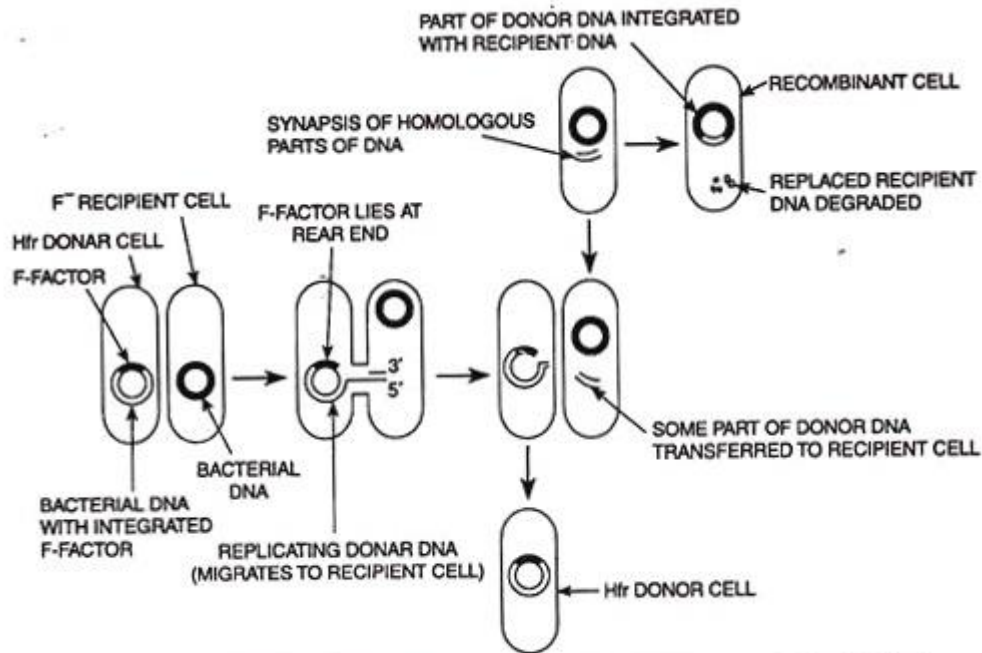 PART OF DONOR DNA INTEGRATED
WITH RECIPIENT DNA
RECOMBINANT CELL
SYNAPSIS OF HOMOLOGOUS
PARTS OF DNA
REPLACED RECIPIENT
DNA DEGRADED
F⁻ RECIPIENT CELL
F-FACTOR LIES AT
REAR END
Hfr DONAR CELL
F-FACTOR
3'
5'
SOME PART OF DONOR DNA
TRANSFERRED TO RECIPIENT CELL
BACTERIAL
DNA
BACTERIAL DNA
WITH INTEGRATED
F-FACTOR
REPLICATING DONAR DNA
(MIGRATES TO RECIPIENT CELL)
Hfr DONOR CELL